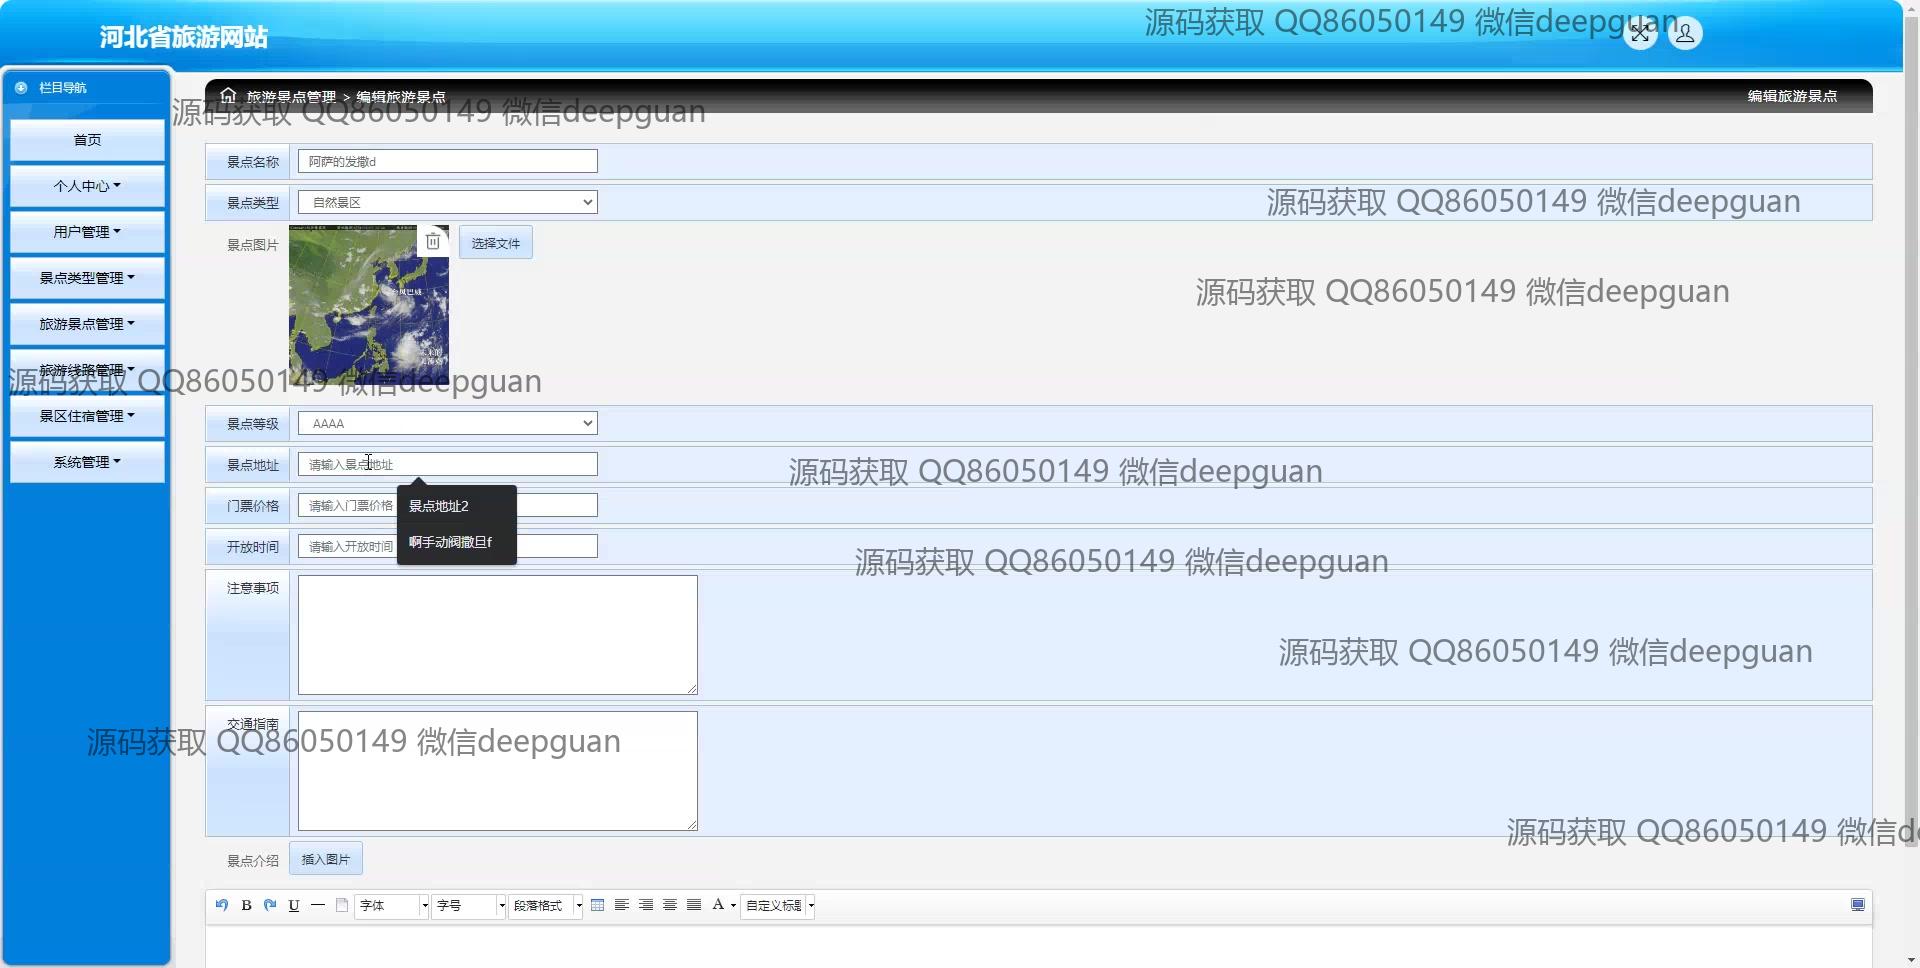 河北省旅游网站
源码获取 QQ86050149 微信deepguan
栏目导航
旅游景点管理 > 编辑旅游景点
编辑旅游景点
源码获取 QQ86050149 微信deepguan
首页
个人中心
用户管理
景点类型管理
旅游景点管理
旅游线路管理
景区住宿管理
系统管理
景点名称
阿萨的发撒d
景点类型
自然景区
源码获取 QQ86050149 微信deepguan
景点图片
选择文件
源码获取 QQ86050149 微信deepguan
源码获取 QQ86050149 微信deepguan
景点等级
AAAA
景点地址
请输入景点地址
源码获取 QQ86050149 微信deepguan
门票价格
请输入门票价格
景点地址2
开放时间
请输入开放时间
啊手动阀撒旦f
源码获取 QQ86050149 微信deepguan
注意事项
源码获取 QQ86050149 微信deepguan
交通指南
源码获取 QQ86050149 微信deepguan
源码获取 QQ86050149 微信d
景点介绍
插入图片
B U 字体 字号 段落格式 A 自定义标题